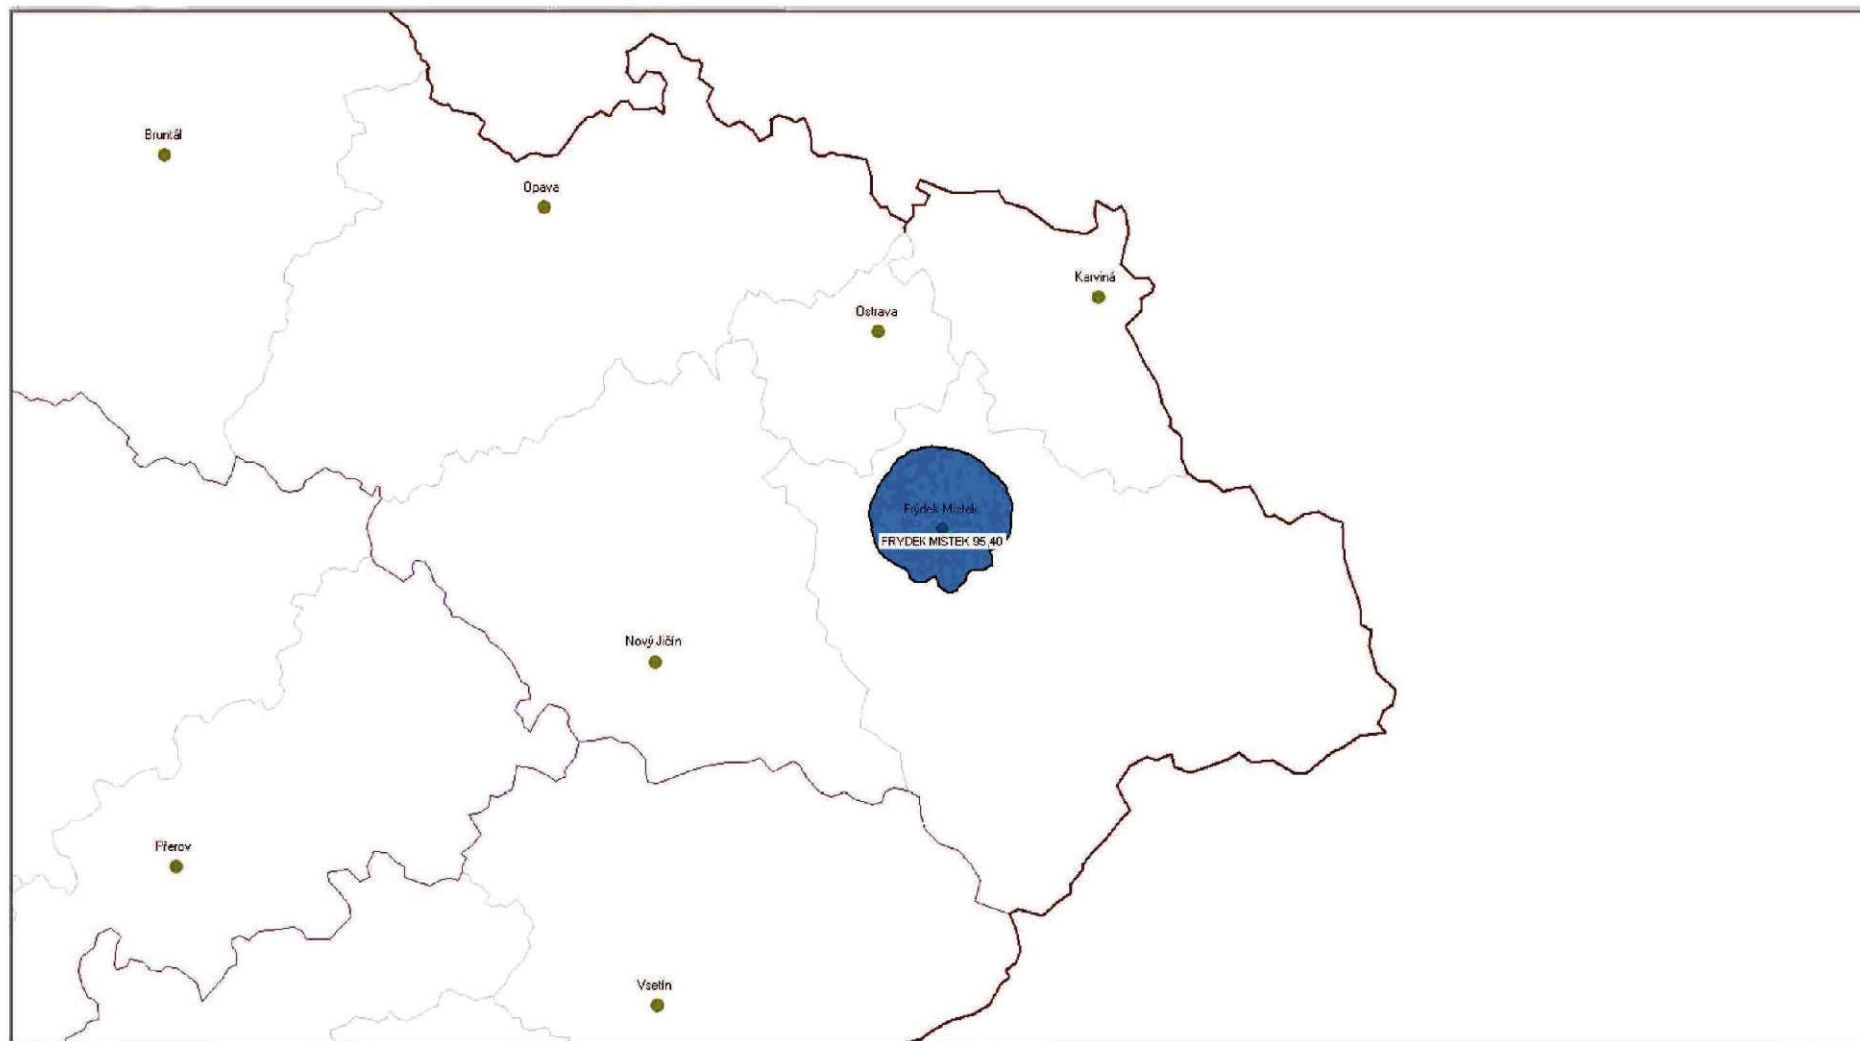 Bruntál
Opava
Karviná
Ostrava
Frýdek-Místek
FRYDEK MISTEK 95,40
Nový Jičín
Přerov
Vsetín